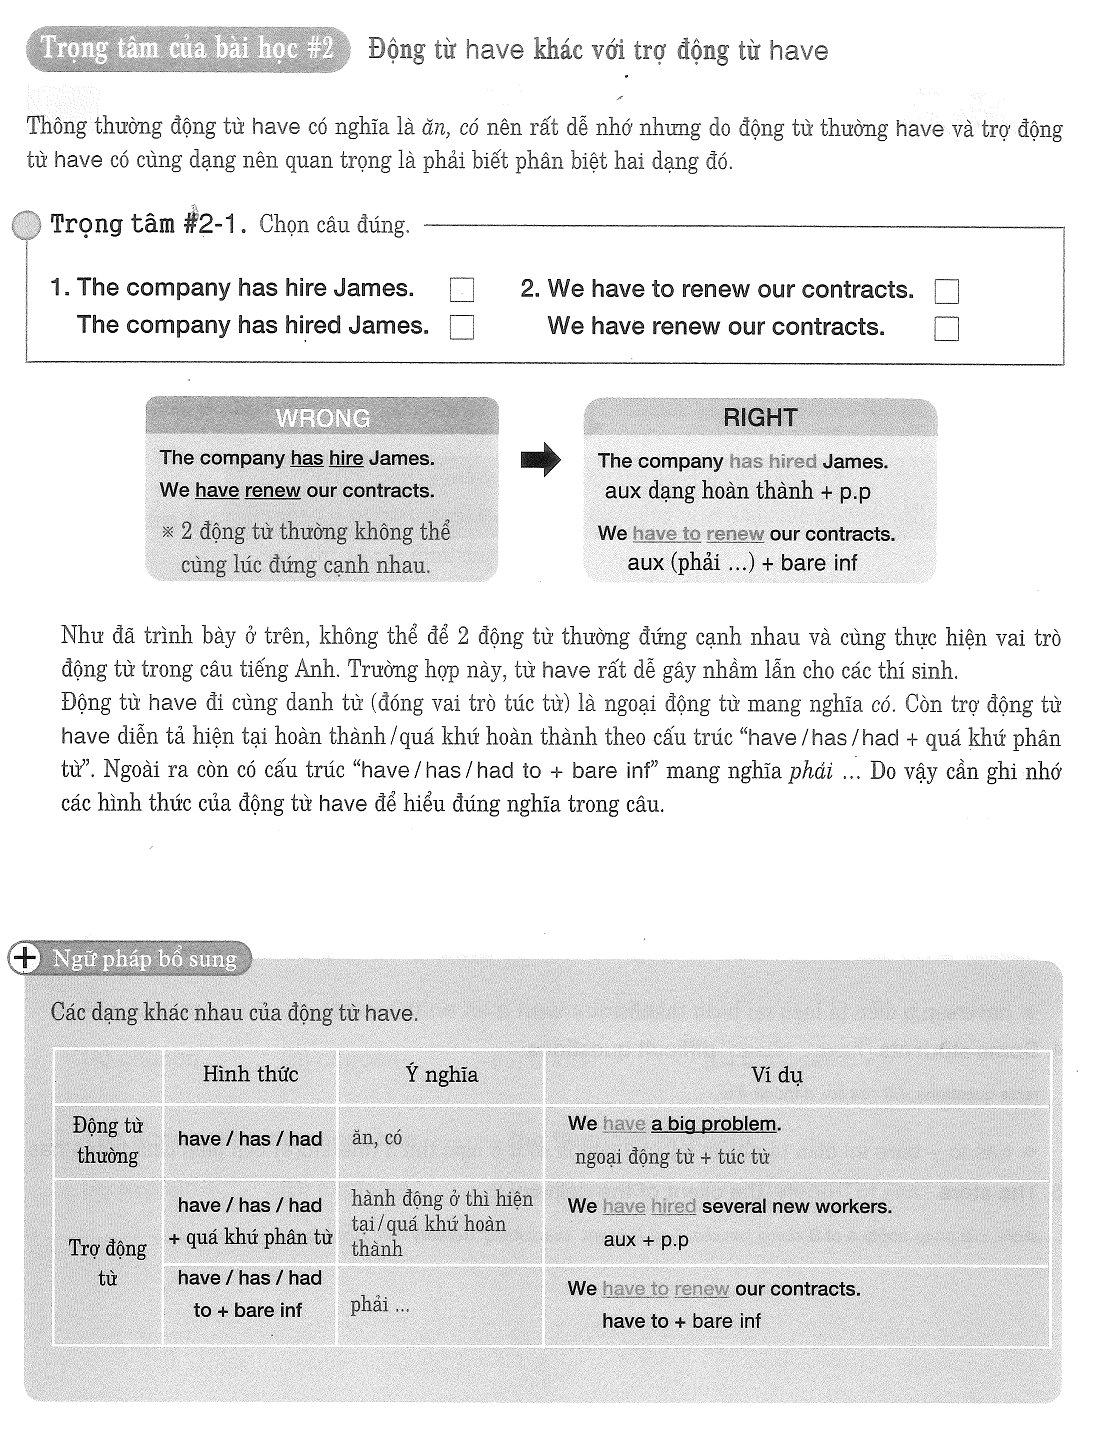 Trọng tâm của bài học #2 Động từ have khác với trợ động từ have
Thông thường động từ have có nghĩa là ăn, có nên rất dễ nhớ nhưng do động từ thường have và trợ động
từ have có cùng dạng nên quan trọng là phải biết phân biệt hai dạng đó.
Trọng tâm #2-1. Chọn câu đúng.
1. The company has hire James.
The company has hired James.
2. We have to renew our contracts.
We have renew our contracts.
WRONG
The company has hire James.
We have renew our contracts.
※ 2 động từ thường không thể
cùng lúc đứng cạnh nhau.
RIGHT
The company has hired James.
aux dạng hoàn thành + p.p
We have to renew our contracts.
aux (phải ...) + bare inf
Như đã trình bày ở trên, không thể để 2 động từ thường đứng cạnh nhau và cùng thực hiện vai trò
động từ trong câu tiếng Anh. Trường hợp này, từ have rất dễ gây nhầm lẫn cho các thí sinh.
Động từ have đi cùng danh từ (đóng vai trò túc từ) là ngoại động từ mang nghĩa có. Còn trợ động từ
have diễn tả hiện tại hoàn thành/quá khứ hoàn thành theo cấu trúc “have/has/had + quá khứ phân
từ”. Ngoài ra còn có cấu trúc “have/has/had to + bare inf” mang nghĩa phải ... Do vậy cần ghi nhớ
các hình thức của động từ have để hiểu đúng nghĩa trong câu.
Ngữ pháp bổ sung
Các dạng khác nhau của động từ have.
Hình thức Ý nghĩa Ví dụ
Động từ
thường
have / has / had
ăn, có
We have a big problem.
ngoại động từ + túc từ
Trợ động
từ
have / has / had
+ quá khứ phân từ
hành động ở thì hiện
tại/quá khứ hoàn
thành
We have hired several new workers.
aux + p.p
have / has / had
to + bare inf
phải ...
We have to renew our contracts.
have to + bare inf